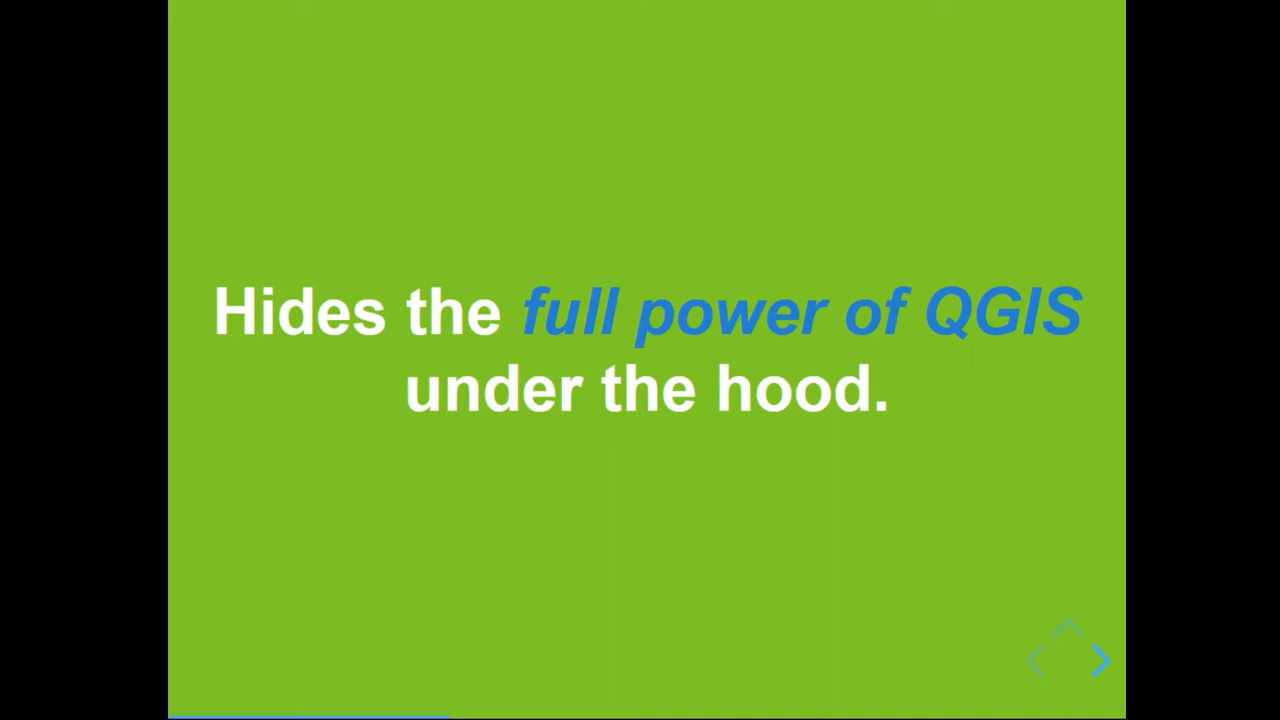 Hides the full power of QGIS
under the hood.